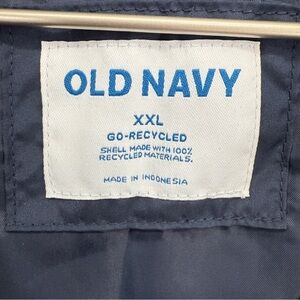 OLD NAVY
XXL
GO-RECYCLED
SHELL MADE WITH 100%
RECYCLED MATERIALS.
MADE IN INDONESIA